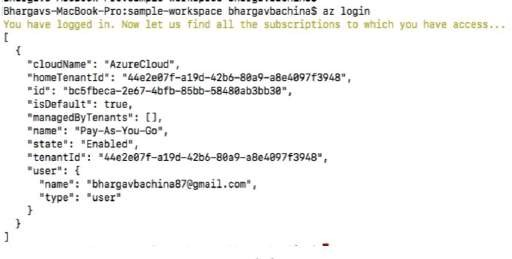 Bhargavs-MacBook-Pro:sample-workspace bhargavbachina$ az login
You have logged in. Now let us find all the subscriptions to which you have access...
[
  {
    "cloudName": "AzureCloud",
    "homeTenantId": "44e2e07f-a19d-42b6-80a9-a8e4097f3948",
    "id": "bc5fbeca-2e67-4bfb-85bb-58480ab3bb30",
    "isDefault": true,
    "managedByTenants": [],
    "name": "Pay-As-You-Go",
    "state": "Enabled",
    "tenantId": "44e2e07f-a19d-42b6-80a9-a8e4097f3948",
    "user": {
      "name": "bhargavbachina87@gmail.com",
      "type": "user"
    }
  }
]